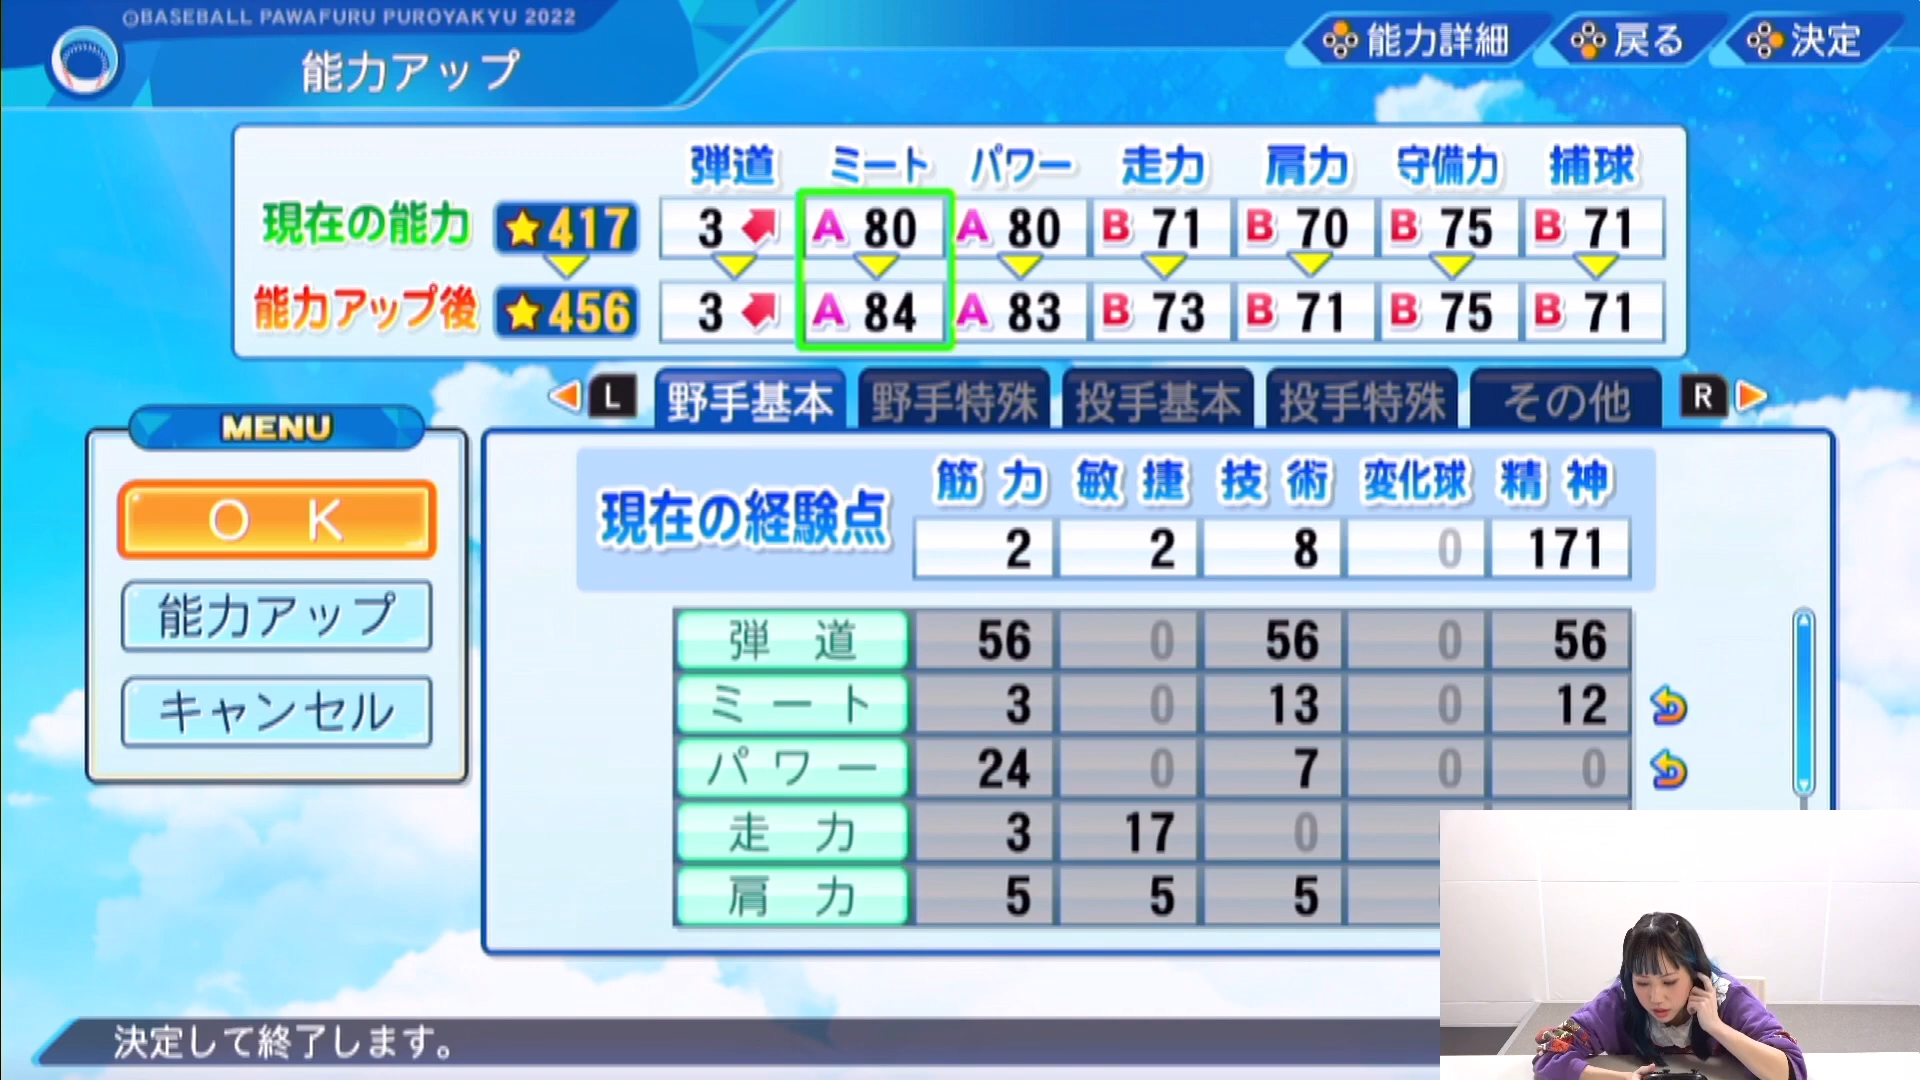 ©BASEBALL PAWAFURU PUROYAKYU 2022
能力アップ
能力詳細 戻る 決定
弾道 ミート パワー 走力 肩力 守備力 捕球
現在の能力 ★417 3 A 80 A 80 B 71 B 70 B 75 B 71
能力アップ後 ★456 3 A 84 A 83 B 73 B 71 B 75 B 71
L 野手基本 野手特殊 投手基本 投手特殊 その他 R
MENU
OK
能力アップ
キャンセル
筋力 敏捷 技術 変化球 精神
現在の経験点 2 2 8 0 171
弾道 56 0 56 0 56
ミート 3 0 13 0 12
パワー 24 0 7 0 0
走力 3 17 0
肩力 5 5 5
決定して終了します。